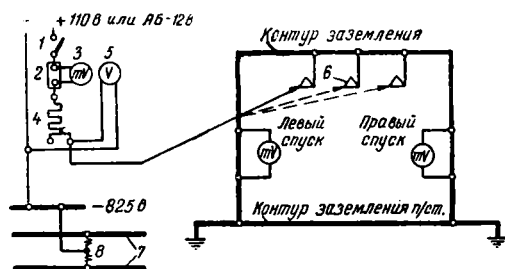 + 110 В или АБ-12В
1
2
3
mV
5
V
4
Контур заземления
6
Левый спуск
mV
Правый спуск
mV
−825 В
Контур заземления п/ст.
7
8